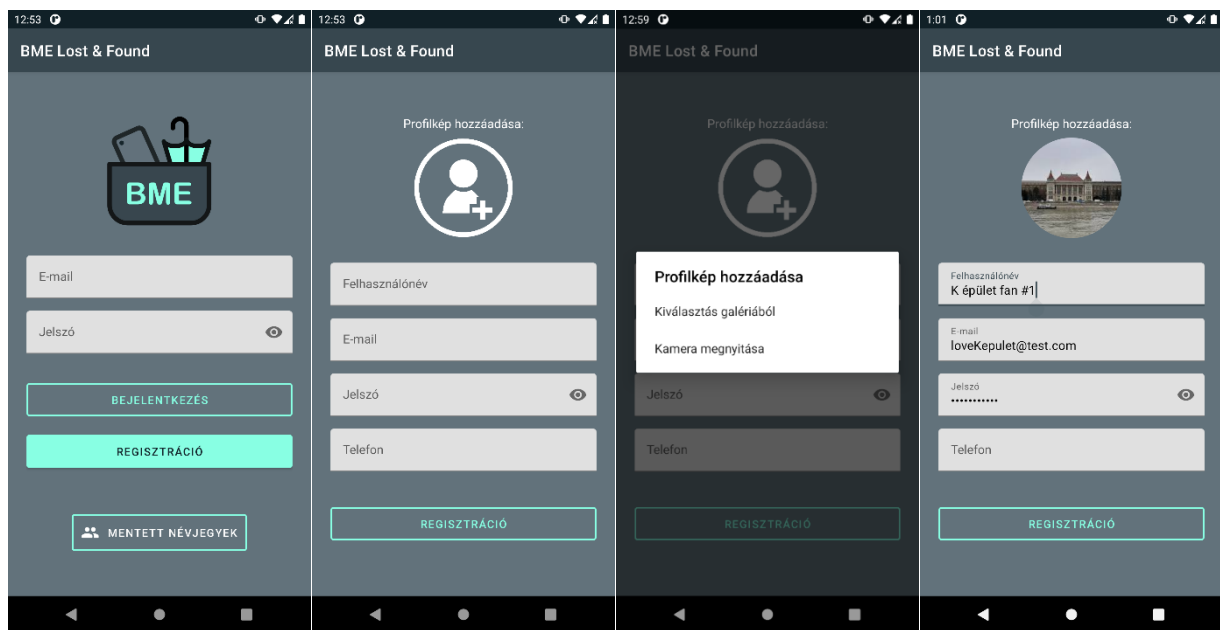 12:53
BME Lost & Found
BME
E-mail
Jelszó
BEJELENTKEZÉS
REGISZTRÁCIÓ
MENTETT NÉVJEGYEK
12:53
BME Lost & Found
Profilkép hozzáadása:
Felhasználónév
E-mail
Jelszó
Telefon
REGISZTRÁCIÓ
12:59
BME Lost & Found
Profilkép hozzáadása:
Profilkép hozzáadása
Kiválasztás galériából
Kamera megnyitása
Jelszó
Telefon
REGISZTRÁCIÓ
1:01
BME Lost & Found
Profilkép hozzáadása:
Felhasználónév
K épület fan #1
E-mail
loveKepulet@test.com
Jelszó
•••••••••••
Telefon
REGISZTRÁCIÓ